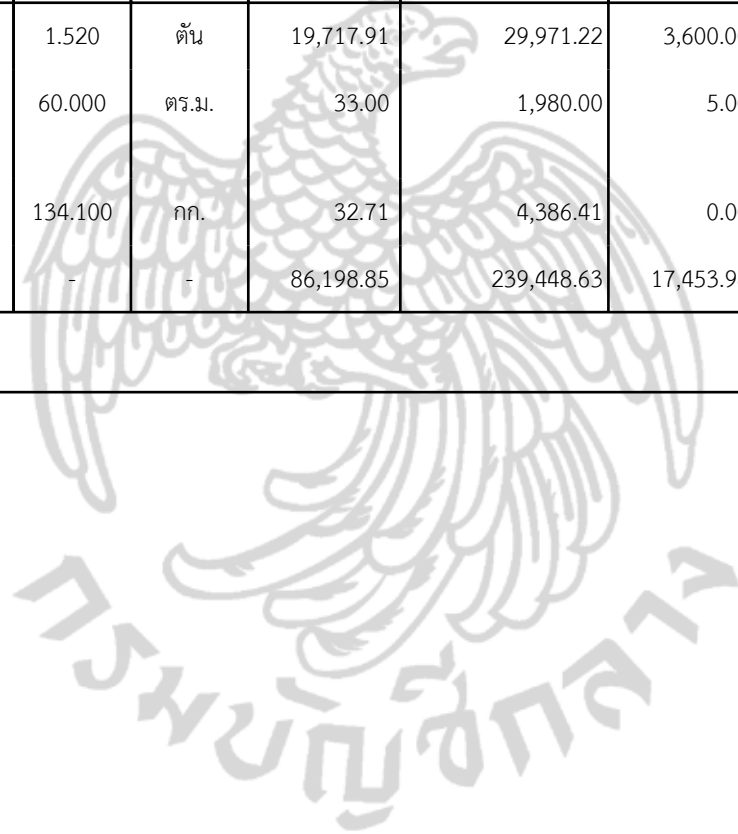 1.520 ตัน 19,717.91 29,971.22 3,600.0
60.000 ตร.ม. 33.00 1,980.00 5.0
134.100 กก. 32.71 4,386.41 0.0
- - 86,198.85 239,448.63 17,453.9
กรมบัญชีกลาง